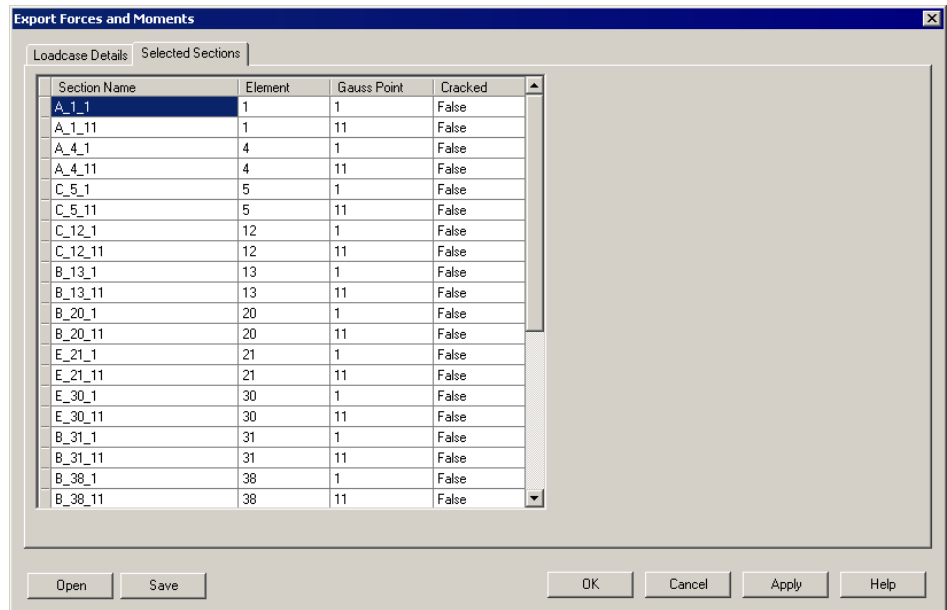 Export Forces and Moments
Loadcase Details Selected Sections
Section Name Element Gauss Point Cracked
A_1_1 1 1 False
A_1_11 1 11 False
A_4_1 4 1 False
A_4_11 4 11 False
C_5_1 5 1 False
C_5_11 5 11 False
C_12_1 12 1 False
C_12_11 12 11 False
B_13_1 13 1 False
B_13_11 13 11 False
B_20_1 20 1 False
B_20_11 20 11 False
E_21_1 21 1 False
E_21_11 21 11 False
E_30_1 30 1 False
E_30_11 30 11 False
B_31_1 31 1 False
B_31_11 31 11 False
B_38_1 38 1 False
B_38_11 38 11 False
Open Save OK Cancel Apply Help